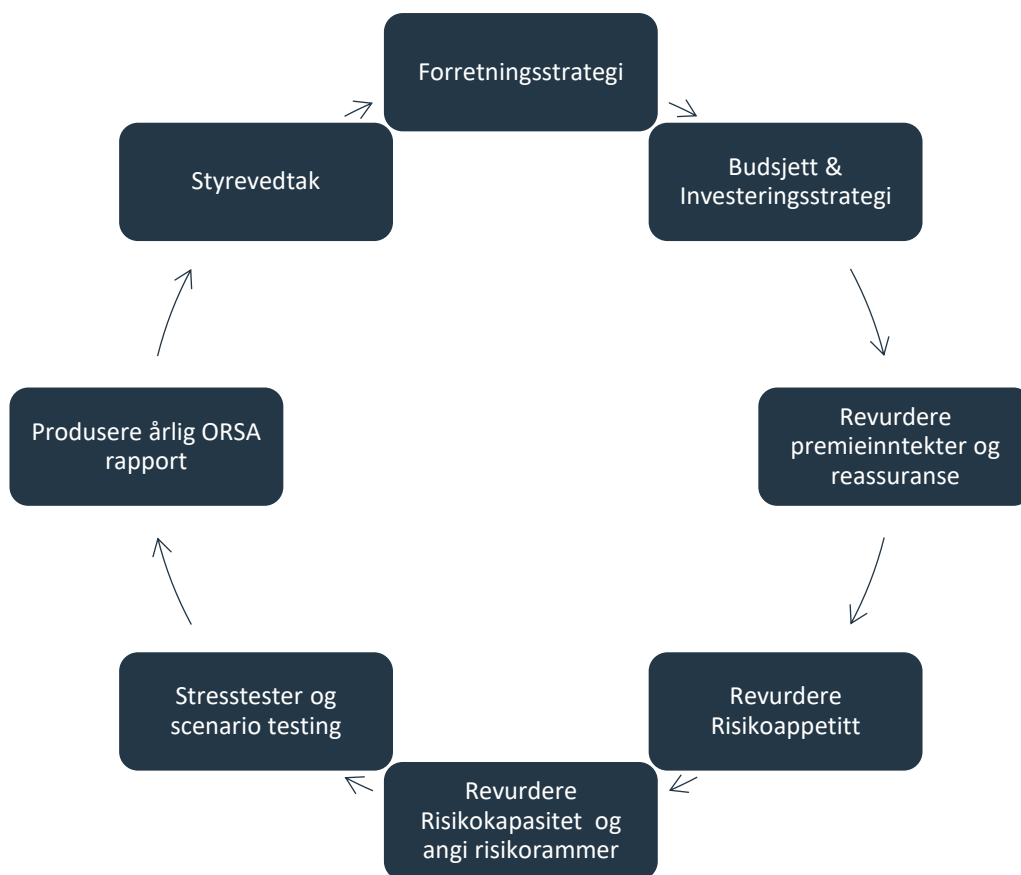 Forretningsstrategi
Budsjett &
Investeringsstrategi
Revurdere
premieinntekter og
reassuranse
Revurdere
Risikoappetitt
Revurdere
Risikokapasitet og
angi risikorammer
Stresstester og
scenario testing
Produsere årlig ORSA
rapport
Styrevedtak